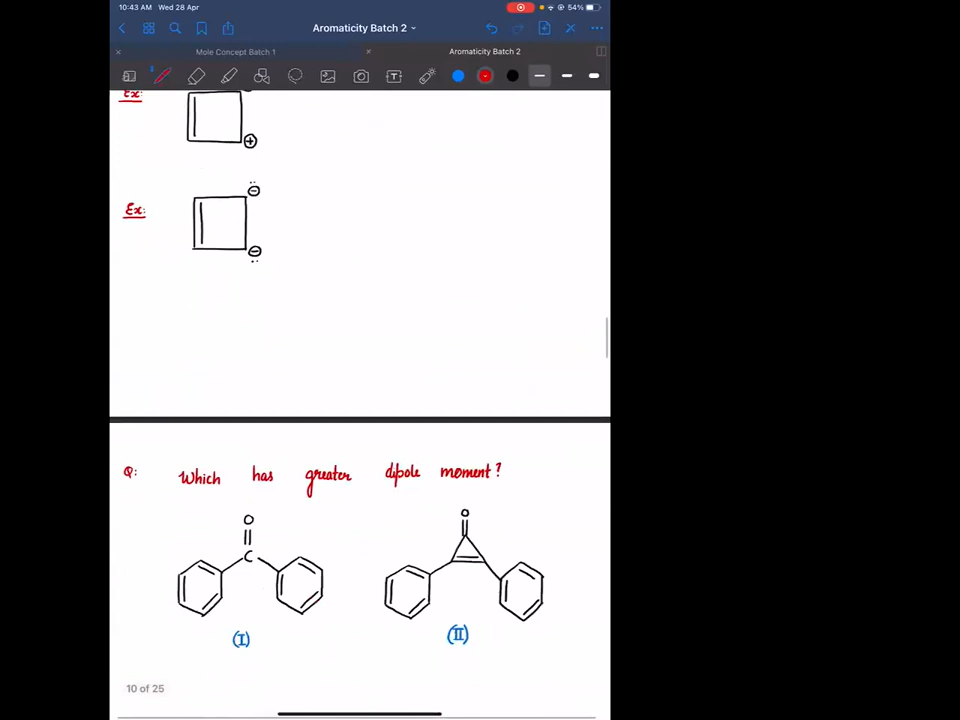 10:43 AM Wed 28 Apr
54%
Aromaticity Batch 2
Mole Concept Batch 1
Aromaticity Batch 2
Ex:
+
Ex:
-
-
Q: Which has greater dipole moment?
O
O
C
(I)
(II)
10 of 25